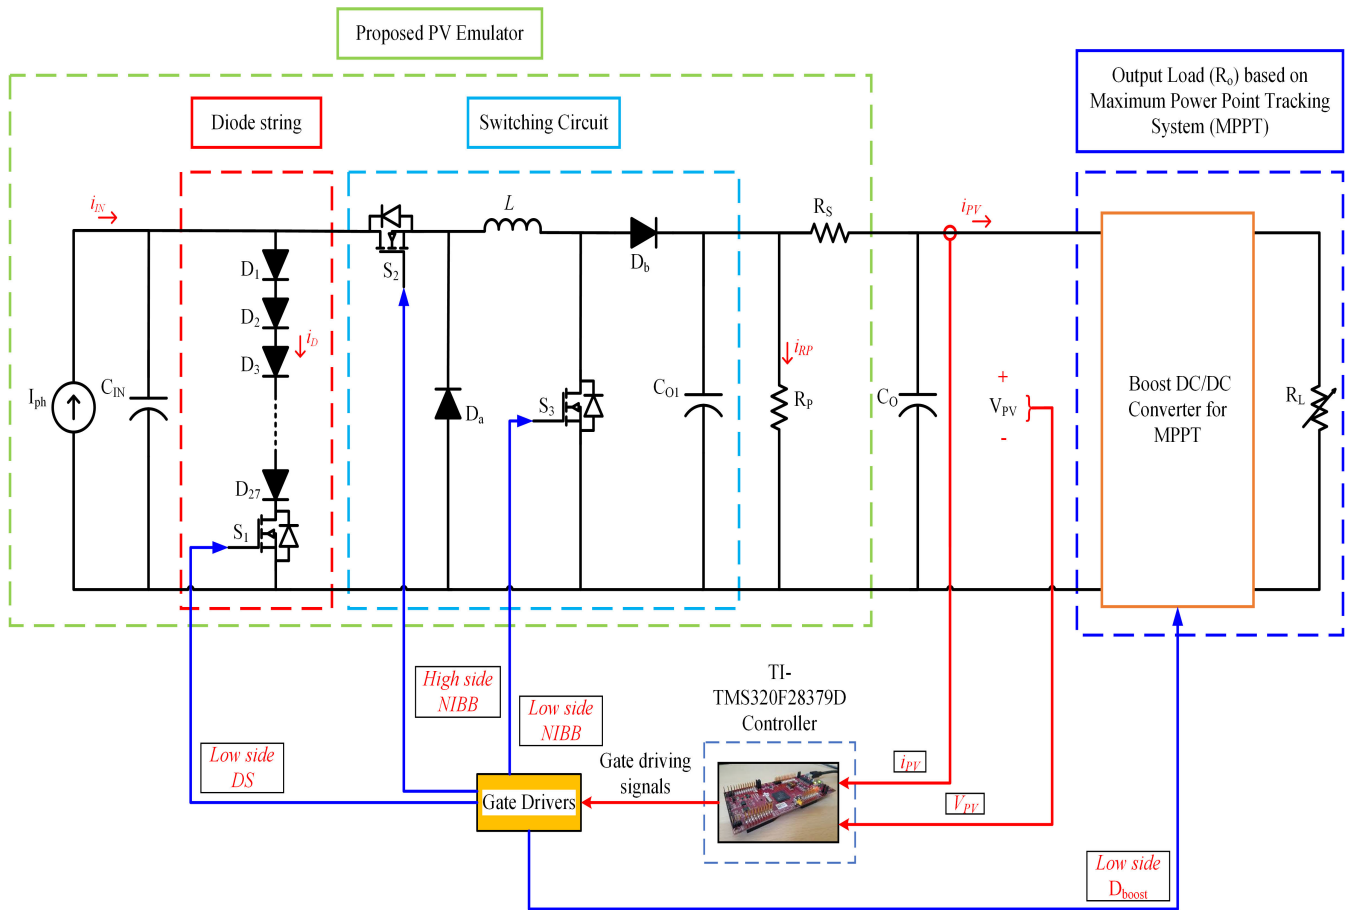 Proposed PV Emulator
Output Load (Ro) based on
Maximum Power Point Tracking
System (MPPT)
Diode string
Switching Circuit
iIN
L
RS
iPV
S2
Db
D1
D2
D3
iD
iRP
Iph
CIN
Da
S3
CO1
RP
CO
+
VPV
-
Boost DC/DC
Converter for
MPPT
RL
D27
S1
High side
NIBB
Low side
NIBB
TI-
TMS320F28379D
Controller
Low side
DS
Gate driving
signals
Gate Drivers
iPV
VPV
Low side
Dboost